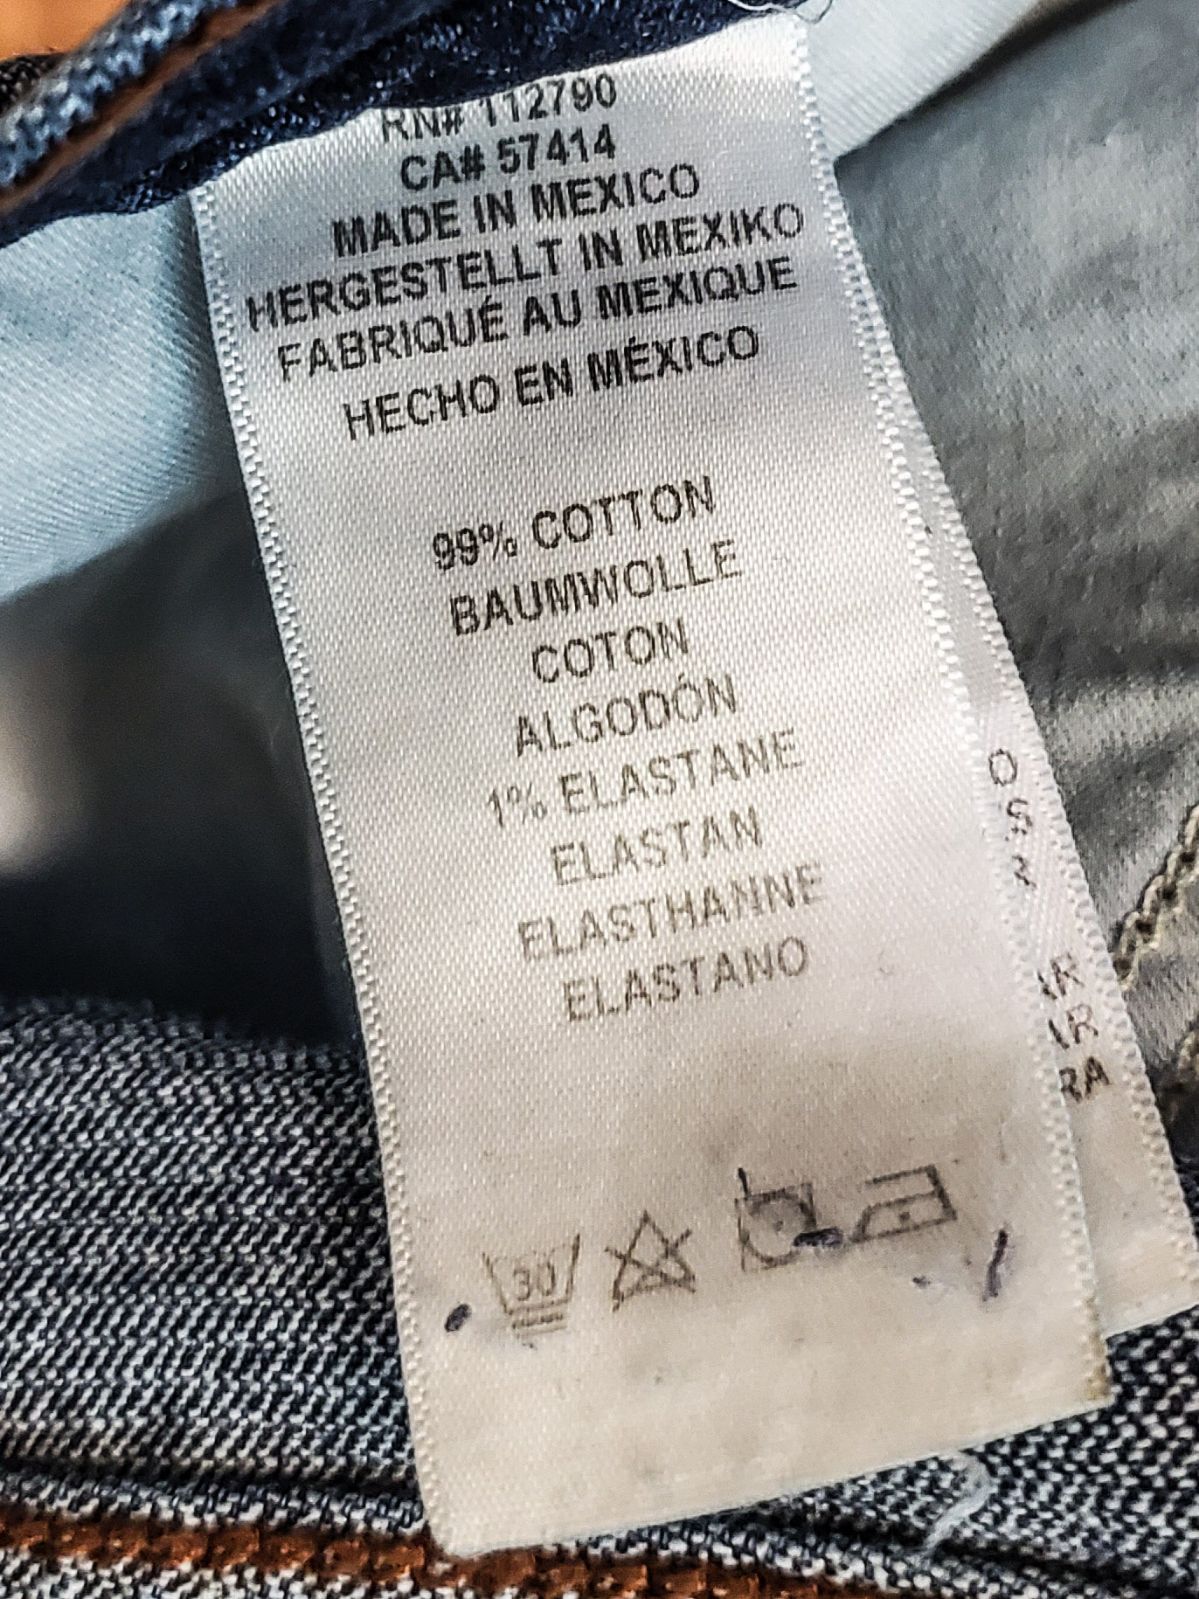 RN# 112790
CA# 57414
MADE IN MEXICO
HERGESTELLT IN MEXIKO
FABRIQUÉ AU MEXIQUE
HECHO EN MÉXICO
99% COTTON
BAUMWOLLE
COTON
ALGODÓN
1% ELASTANE
ELASTAN
ELASTHANNE
ELASTANO
30